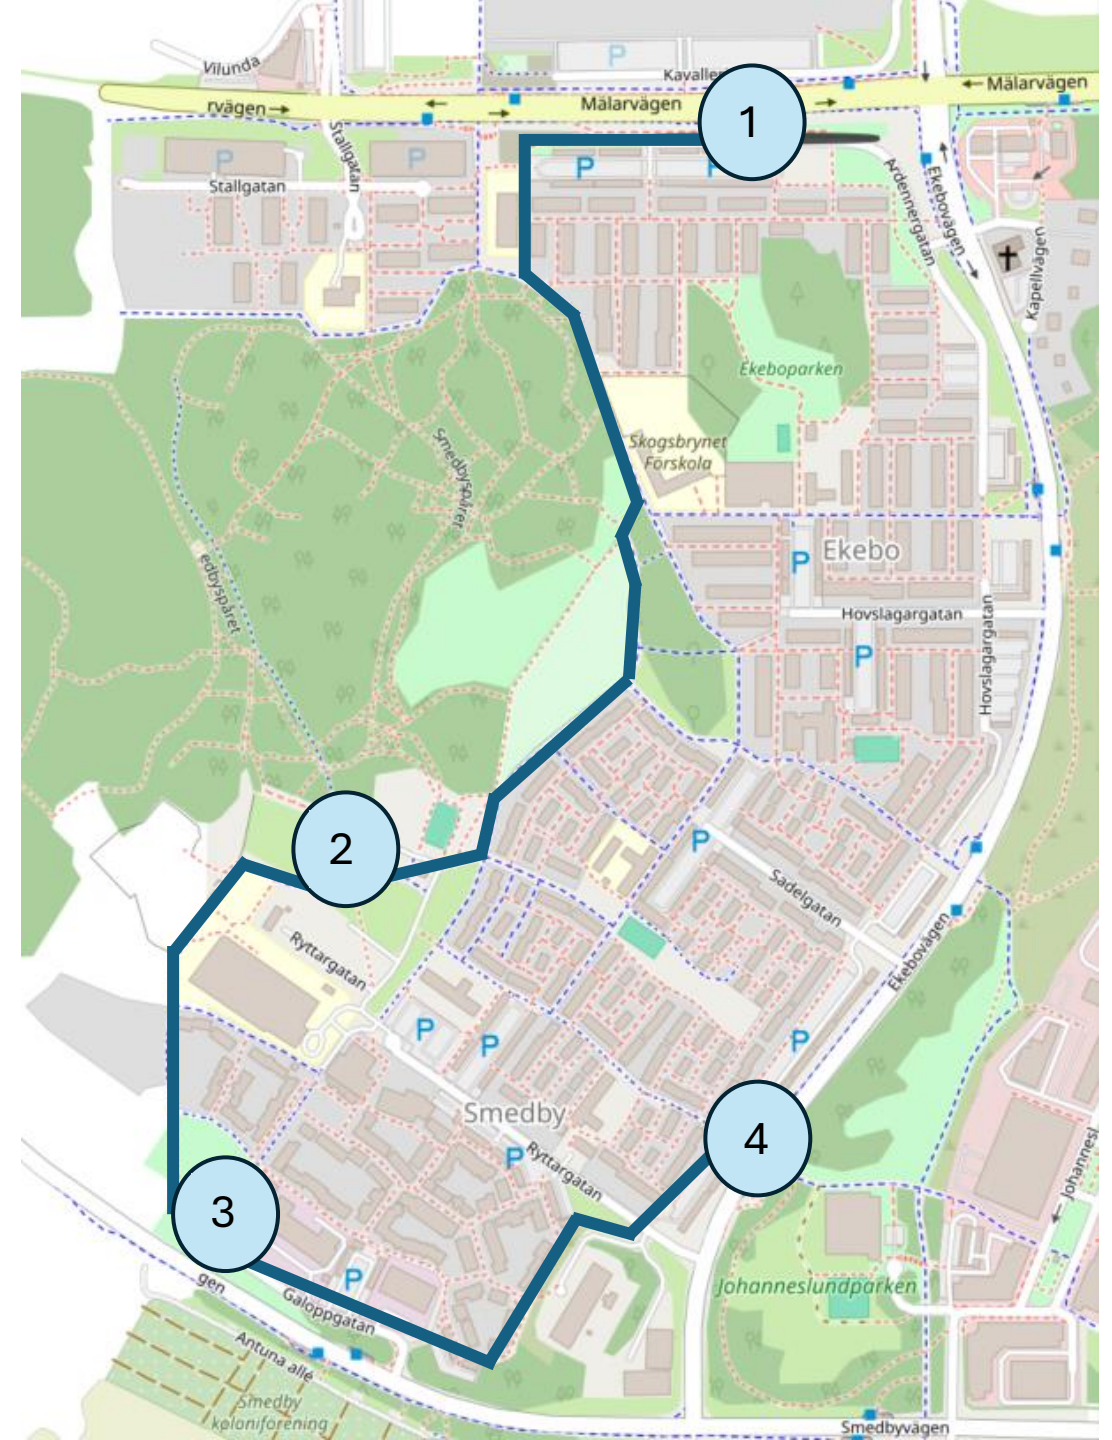 Vilunda
P
Kavaller
Mälarvägen
rvägen
Mälarvägen
1
Stallgatan
P
P
P
P
Stallgatan
Ardennergatan
Ekebovägen
Kapellvägen
Ekeboparken
Smedbyspåret
Skogsbrynet
Förskola
edbyspåret
P
Ekebo
Hovslagargatan
P
Hovslagargatan
2
P
Sadelgatan
Ryttargatan
Ekebovägen
P
P
P
Smedby
4
P
Ryttargatan
Johannesl
3
gen
P
Galoppgatan
Johanneslundparken
Antuna allé
Smedby
koloniförening
Smedbyvägen